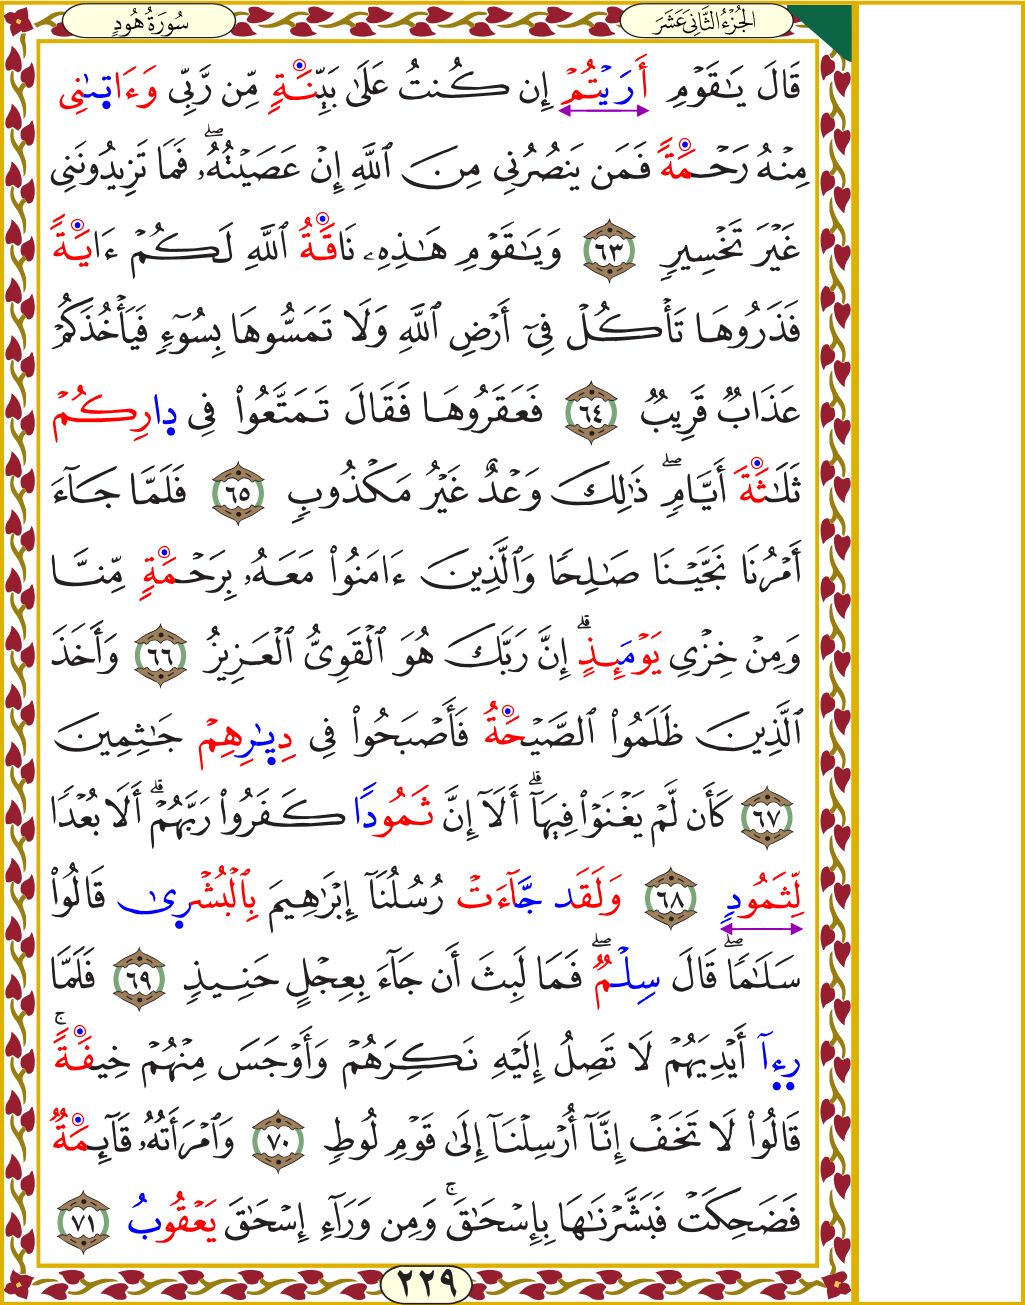 الجُزْءُ الثَّانِيَ عَشَرَ
سُورَةُ هُودٍ
قَالَ يَـٰقَوْمِ أَرَيْتُمْ إِن كُنتُ عَلَىٰ بَيِّنَةٍ مِّن رَّبِّى وَءَاتَىٰنِى
مِنْهُ رَحْمَةً فَمَن يَنصُرُنِى مِنَ ٱللَّهِ إِنْ عَصَيْتُهُۥۖ فَمَا تَزِيدُونَنِى
غَيْرَ تَخْسِيرٍ ٦٣ وَيَـٰقَوْمِ هَـٰذِهِۦ نَاقَةُ ٱللَّهِ لَكُمْ ءَايَةً
فَذَرُوهَا تَأْكُلْ فِىٓ أَرْضِ ٱللَّهِ وَلَا تَمَسُّوهَا بِسُوٓءٍ فَيَأْخُذَكُمْ
عَذَابٌ قَرِيبٌ ٦٤ فَعَقَرُوهَا فَقَالَ تَمَتَّعُوا۟ فِى دِارِكُمْ
ثَلَـٰثَةَ أَيَّامٍۖ ذَٰلِكَ وَعْدٌ غَيْرُ مَكْذُوبٍ ٦٥ فَلَمَّا جَآءَ
أَمْرُنَا نَجَّيْنَا صَـٰلِحًا وَٱلَّذِينَ ءَامَنُوا۟ مَعَهُۥ بِرَحْمَةٍ مِّنَّا
وَمِنْ خِزْىِ يَوْمَئِذٍۗ إِنَّ رَبَّكَ هُوَ ٱلْقَوِىُّ ٱلْعَزِيزُ ٦٦ وَأَخَذَ
ٱلَّذِينَ ظَلَمُوا۟ ٱلصَّيْحَةُ فَأَصْبَحُوا۟ فِى دِيَـٰرِهِمْ جَـٰثِمِينَ
٦٧ كَأَن لَّمْ يَغْنَوْا۟ فِيهَآۗ أَلَآ إِنَّ ثَمُودًا كَفَرُوا۟ رَبَّهُمْۗ أَلَا بُعْدًا
لِّثَمُودٍ ٦٨ وَلَقَد جَّآءَتْ رُسُلُنَآ إِبْرَٰهِيمَ بِٱلْبُشْرِىٰ قَالُوا۟
سَلَـٰمًاۖ قَالَ سِلْمٌۖ فَمَا لَبِثَ أَن جَآءَ بِعِجْلٍ حَنِيذٍ ٦٩ فَلَمَّا
رِءِآ أَيْدِيَهُمْ لَا تَصِلُ إِلَيْهِ نَكِرَهُمْ وَأَوْجَسَ مِنْهُمْ خِيفَةًۚ
قَالُوا۟ لَا تَخَفْ إِنَّآ أُرْسِلْنَآ إِلَىٰ قَوْمِ لُوطٍ ٧٠ وَٱمْرَأَتُهُۥ قَآئِمَةٌ
فَضَحِكَتْ فَبَشَّرْنَـٰهَا بِإِسْحَـٰقَۚ وَمِن وَرَآءِ إِسْحَـٰقَ يَعْقُوبُ ٧١
٢٢٩